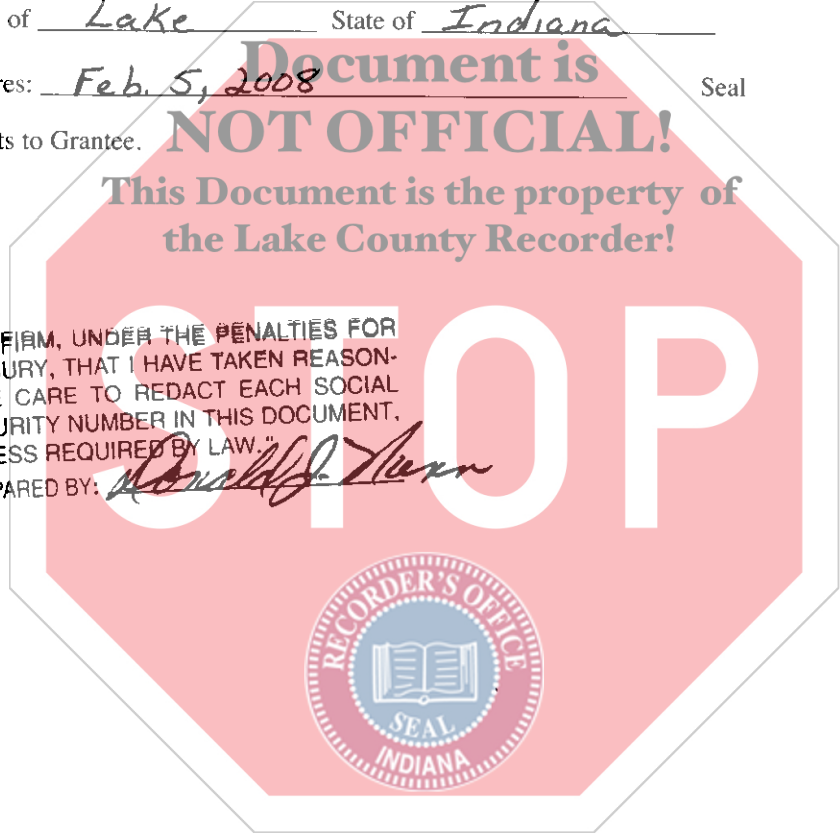 of Lake State of Indiana
res: Feb. 5, 2008 Seal
ts to Grantee.
Document is
NOT OFFICIAL!
This Document is the property of
the Lake County Recorder!
STOP
FIRM, UNDER THE PENALTIES FOR
URY, THAT I HAVE TAKEN REASON-
E CARE TO REDACT EACH SOCIAL
URITY NUMBER IN THIS DOCUMENT,
ESS REQUIRED BY LAW."
PARED BY: Donald J. Nunn
RECORDER'S OFFICE
SEAL
INDIANA